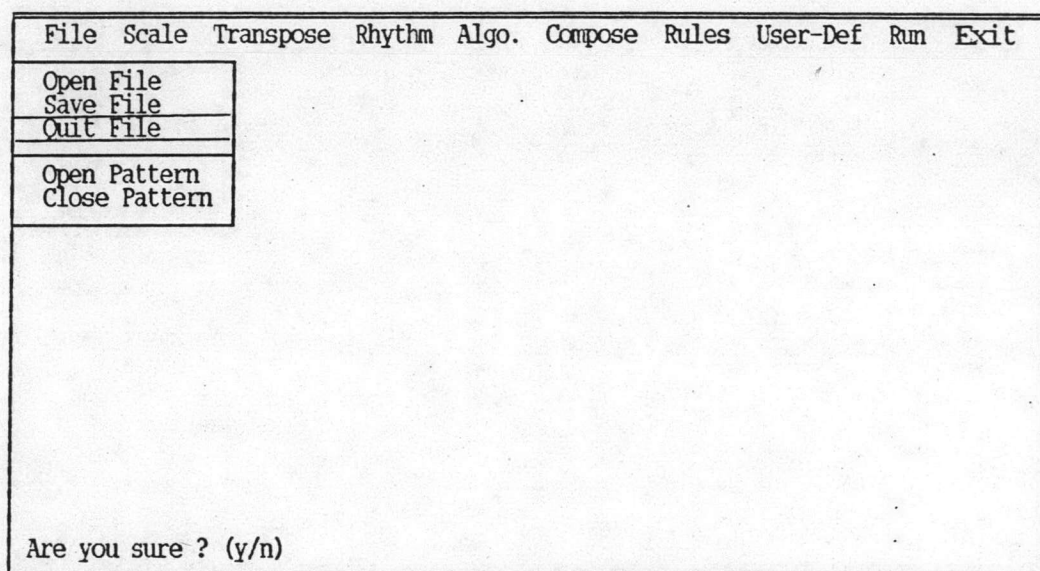 File Scale Transpose Rhythm Algo. Compose Rules User-Def Run Exit
Open File
Save File
Quit File
Open Pattern
Close Pattern
Are you sure ? (y/n)